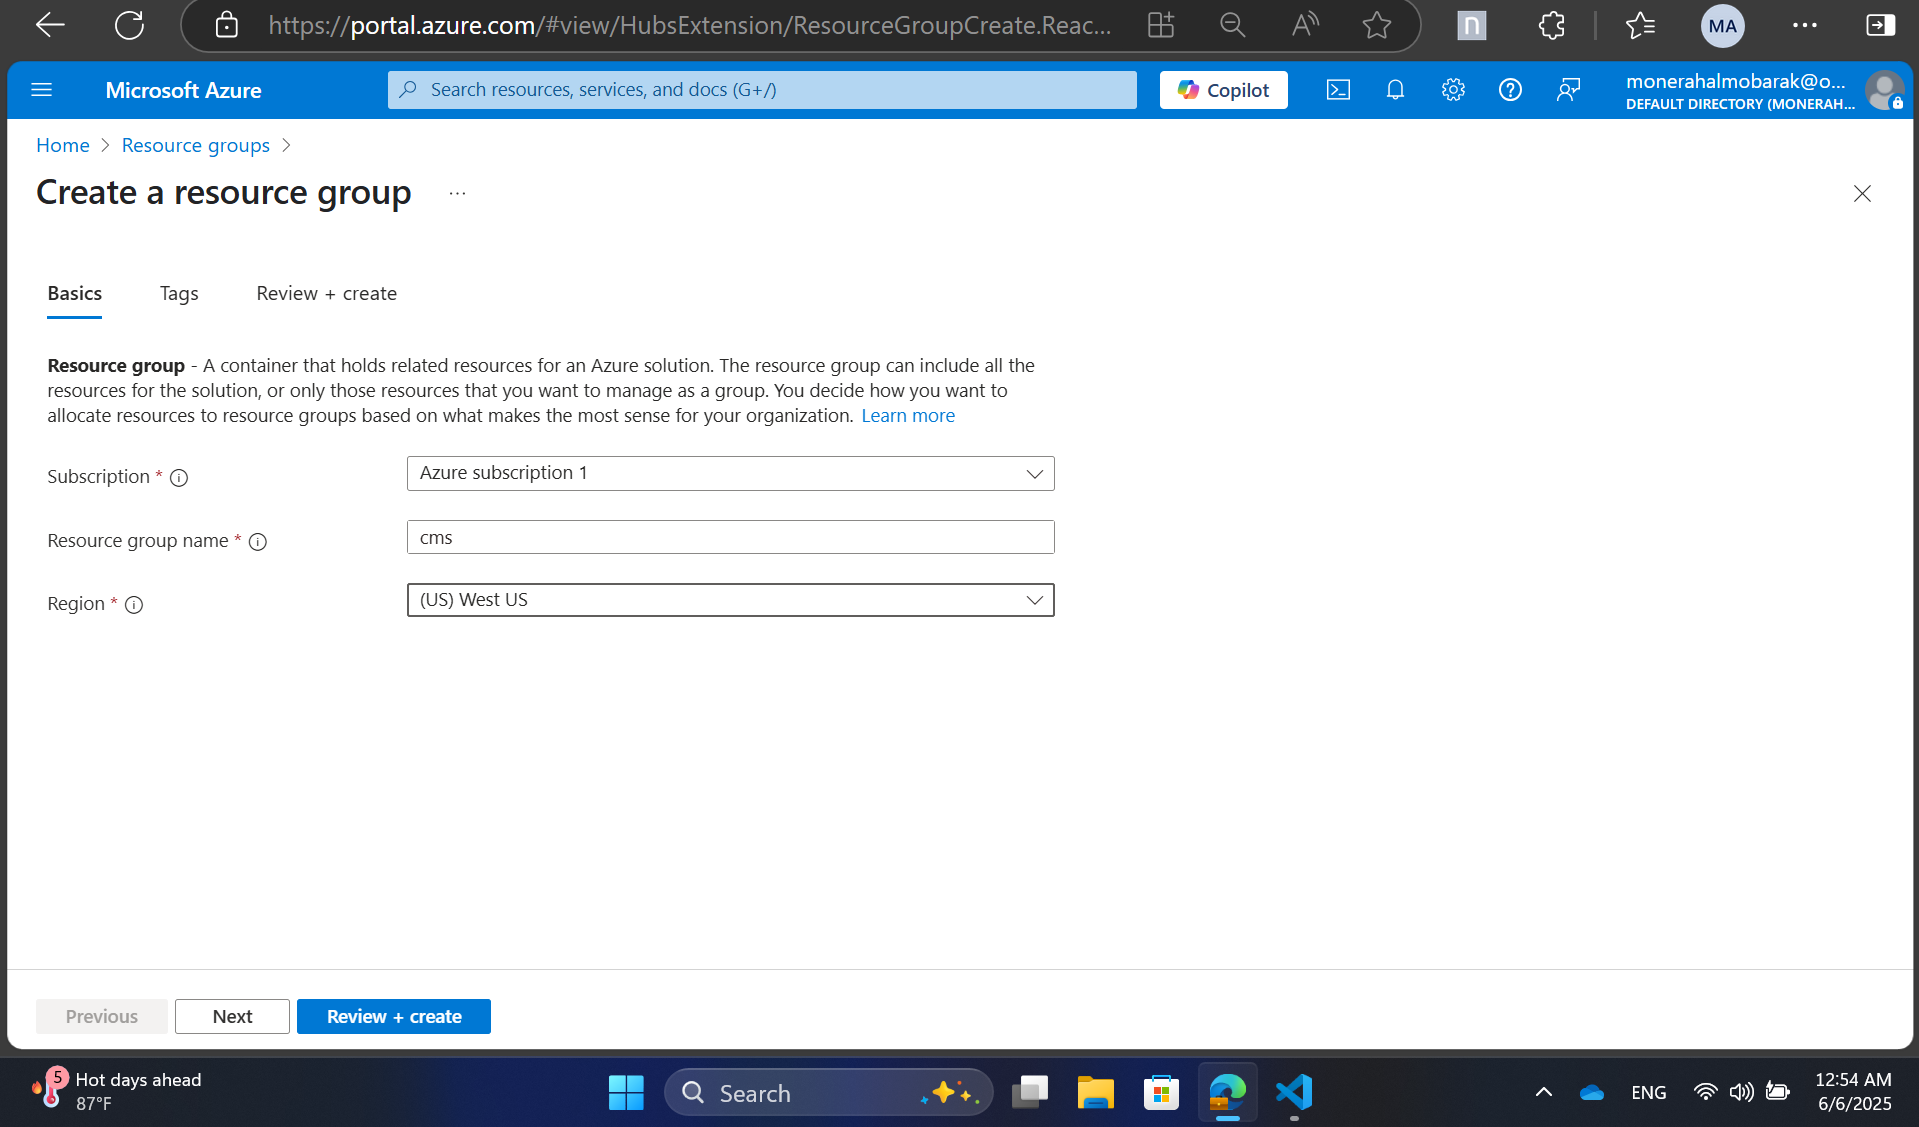 https://portal.azure.com/#view/HubsExtension/ResourceGroupCreate.Reac...
MA
Microsoft Azure
Search resources, services, and docs (G+/)
Copilot
monerahalmobarak@o...
DEFAULT DIRECTORY (MONERAH...
Home > Resource groups >
Create a resource group ...
Basics
Tags
Review + create
Resource group - A container that holds related resources for an Azure solution. The resource group can include all the
resources for the solution, or only those resources that you want to manage as a group. You decide how you want to
allocate resources to resource groups based on what makes the most sense for your organization. Learn more
Subscription *
Azure subscription 1
Resource group name *
cms
Region *
(US) West US
Previous
Next
Review + create
5
Hot days ahead
87°F
Search
ENG
12:54 AM
6/6/2025